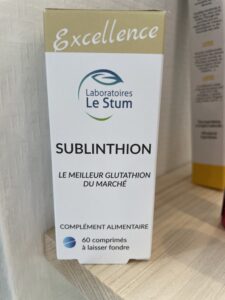 Excellence
Laboratoires
Le Stum
SUBLINTHION
LE MEILLEUR GLUTATHION
DU MARCHÉ
COMPLÉMENT ALIMENTAIRE
60 comprimés
à laisser fondre